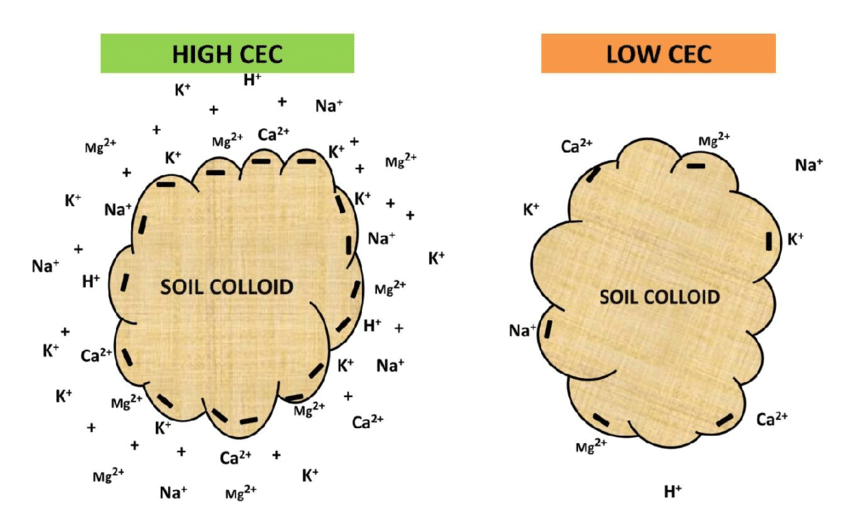 HIGH CEC
LOW CEC
H⁺
K⁺
+
+
Na⁺
+
Mg²⁺
Ca²⁺
+
Mg²⁺
K⁺
K⁺
Mg²⁺
+
+
K⁺
Na⁺
K⁺
+
+
Na⁺
+
K⁺
Na⁺
H⁺
SOIL COLLOID
Mg²⁺
+
H⁺
+
K⁺
Ca²⁺
K⁺
Na⁺
K⁺
Mg²⁺
Mg²⁺
+
+
K⁺
Ca²⁺
+
+
Ca²⁺
+
Mg²⁺
K⁺
Na⁺
Mg²⁺
Ca²⁺
Mg²⁺
Na⁺
K⁺
K⁺
SOIL COLLOID
Na⁺
Ca²⁺
Mg²⁺
H⁺